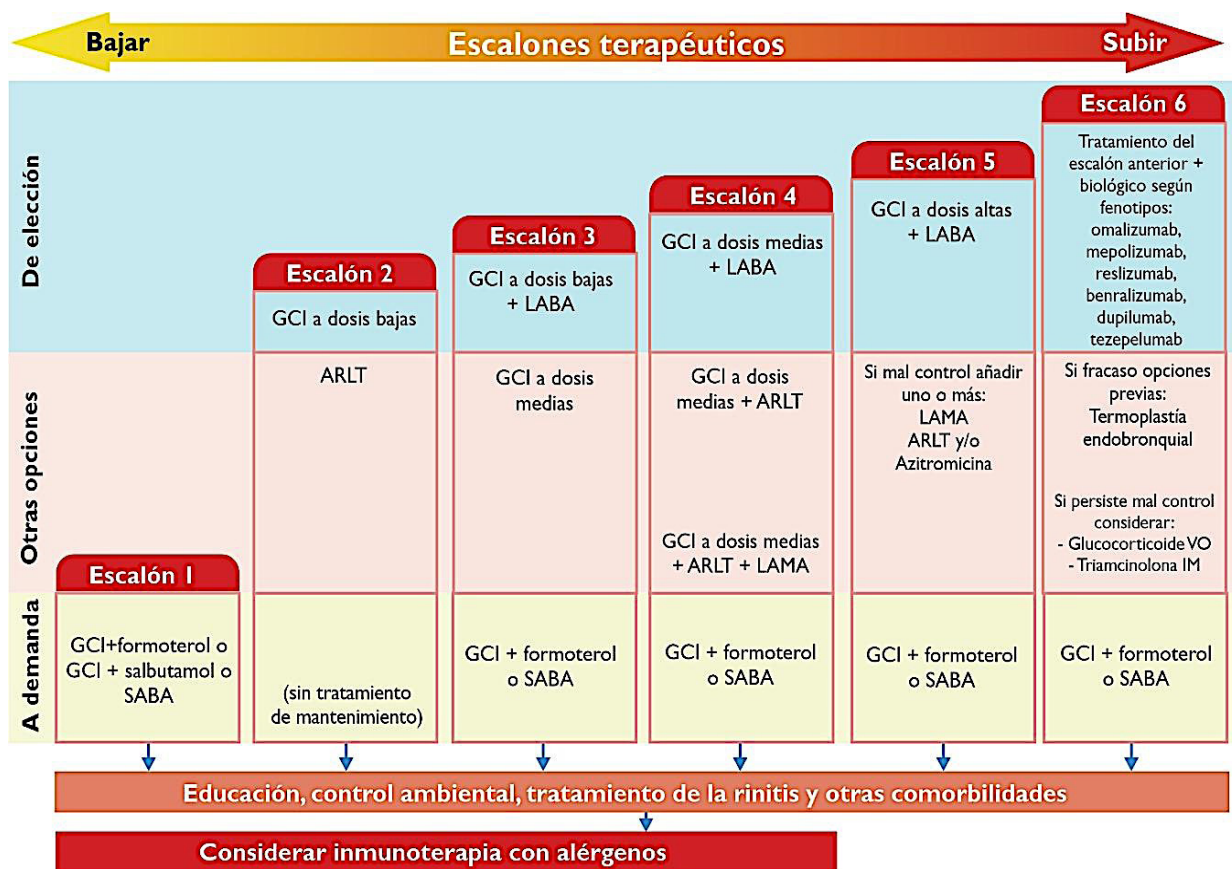 Bajar
Escalones terapéuticos
Subir
De elección
Otras opciones
A demanda
Escalón 1
GCI+formoterol o
GCI + salbutamol o
SABA
Escalón 2
GCI a dosis bajas
ARLT
(sin tratamiento
de mantenimiento)
Escalón 3
GCI a dosis bajas
+ LABA
GCI a dosis
medias
GCI + formoterol
o SABA
Escalón 4
GCI a dosis medias
+ LABA
GCI a dosis
medias + ARLT
GCI a dosis medias
+ ARLT + LAMA
GCI + formoterol
o SABA
Escalón 5
GCI a dosis altas
+ LABA
Si mal control añadir
uno o más:
LAMA
ARLT y/o
Azitromicina
GCI + formoterol
o SABA
Escalón 6
Tratamiento del
escalón anterior +
biológico según
fenotipos:
omalizumab,
mepolizumab,
reslizumab,
benralizumab,
dupilumab,
tezepelumab
Si fracaso opciones
previas:
Termoplastía
endobronquial
Si persiste mal control
considerar:
- Glucocorticoide VO
- Triamcinolona IM
GCI + formoterol
o SABA
Educación, control ambiental, tratamiento de la rinitis y otras comorbilidades
Considerar inmunoterapia con alérgenos